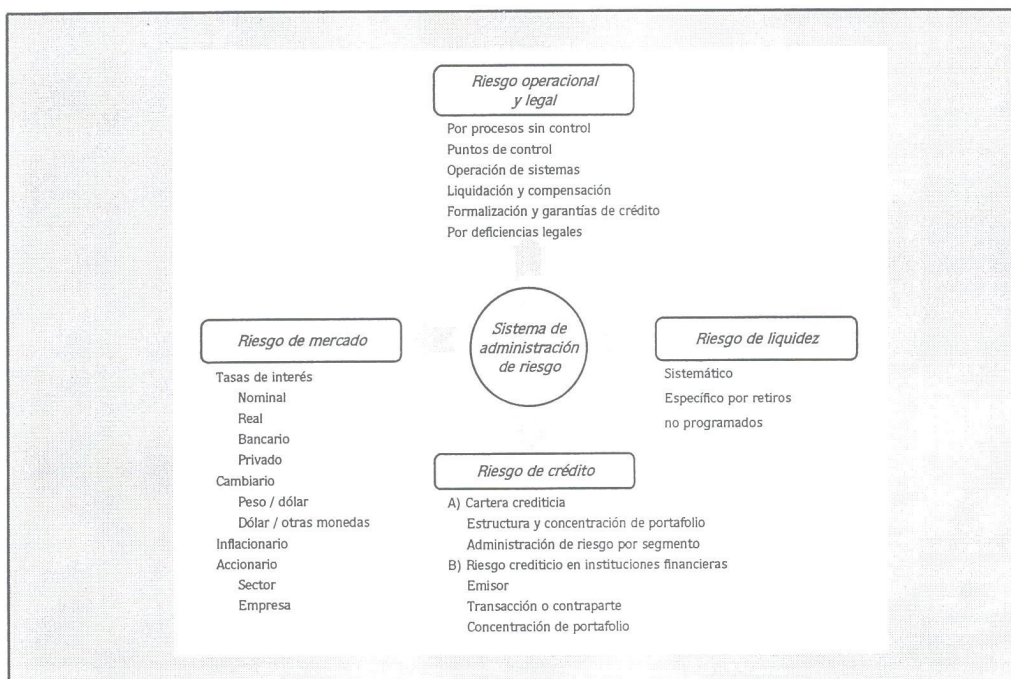 Riesgo operacional
y legal
Por procesos sin control
Puntos de control
Operación de sistemas
Liquidación y compensación
Formalización y garantías de crédito
Por deficiencias legales
Sistema de
administración
de riesgo
Riesgo de mercado
Tasas de interés
Nominal
Real
Bancario
Privado
Cambiario
Peso / dólar
Dólar / otras monedas
Inflacionario
Accionario
Sector
Empresa
Riesgo de liquidez
Sistemático
Específico por retiros
no programados
Riesgo de crédito
A) Cartera crediticia
Estructura y concentración de portafolio
Administración de riesgo por segmento
B) Riesgo crediticio en instituciones financieras
Emisor
Transacción o contraparte
Concentración de portafolio